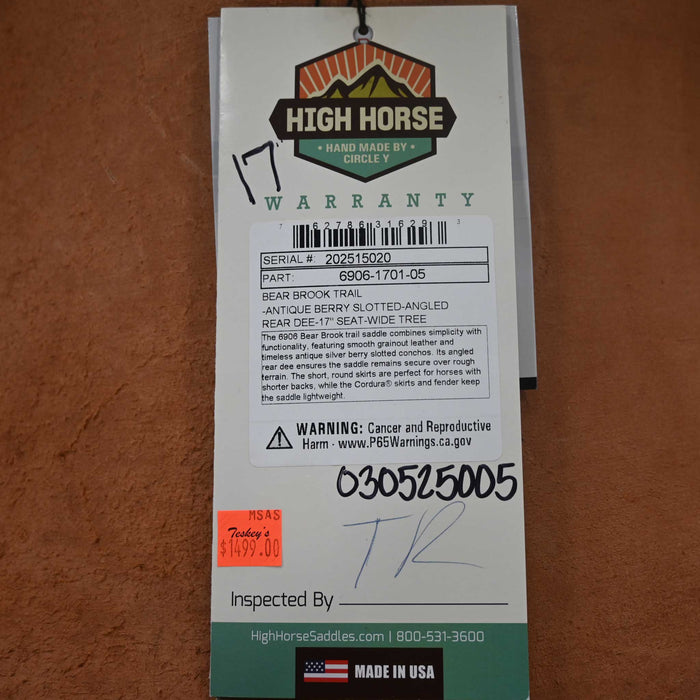 HIGH HORSE
• HAND MADE BY •
CIRCLE Y
17"
WARRANTY
7 62786 31629 3
SERIAL #: 202515020
PART: 6906-1701-05
BEAR BROOK TRAIL
-ANTIQUE BERRY SLOTTED-ANGLED
REAR DEE-17" SEAT-WIDE TREE
The 6906 Bear Brook trail saddle combines simplicity with
functionality, featuring smooth grainout leather and
timeless antique silver berry slotted conchos. Its angled
rear dee ensures the saddle remains secure over rough
terrain. The short, round skirts are perfect for horses with
shorter backs, while the Cordura® skirts and fender keep
the saddle lightweight.
WARNING: Cancer and Reproductive
Harm - www.P65Warnings.ca.gov
030525005
MSAS
Teskey's
$1499.00
TR
Inspected By
HighHorseSaddles.com | 800-531-3600
MADE IN USA